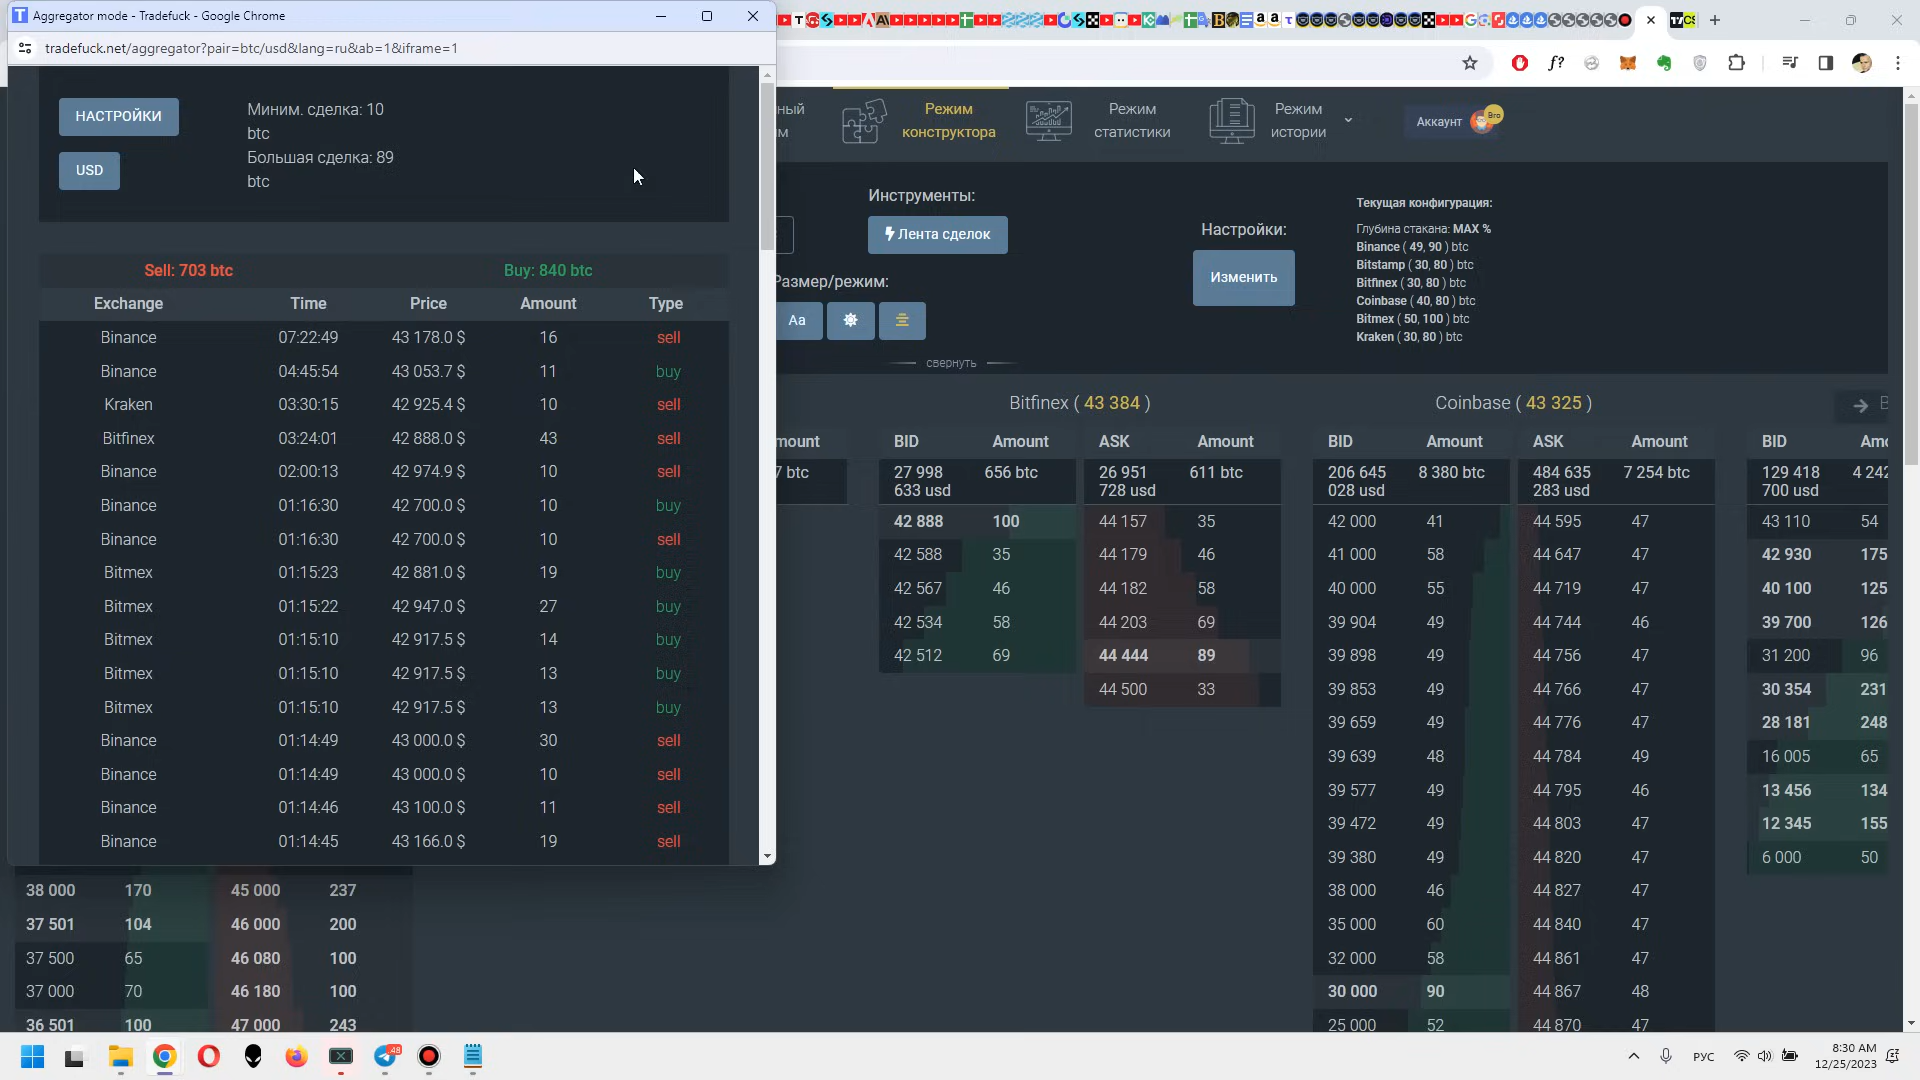 Aggregator mode - Tradefuck - Google Chrome
tradefuck.net/aggregator?pair=btc/usd&lang=ru&ab=1&iframe=1
НАСТРОЙКИ
USD
Миним. сделка: 10
btc
Большая сделка: 89
btc
Sell: 703 btc Buy: 840 btc
Exchange Time Price Amount Type
Binance 07:22:49 43 178.0 $ 16 sell
Binance 04:45:54 43 053.7 $ 11 buy
Kraken 03:30:15 42 925.4 $ 10 sell
Bitfinex 03:24:01 42 888.0 $ 43 sell
Binance 02:00:13 42 974.9 $ 10 sell
Binance 01:16:30 42 700.0 $ 10 buy
Binance 01:16:30 42 700.0 $ 10 sell
Bitmex 01:15:23 42 881.0 $ 19 buy
Bitmex 01:15:22 42 947.0 $ 27 buy
Bitmex 01:15:10 42 917.5 $ 14 buy
Bitmex 01:15:10 42 917.5 $ 13 buy
Bitmex 01:15:10 42 917.5 $ 13 buy
Binance 01:14:49 43 000.0 $ 30 sell
Binance 01:14:49 43 000.0 $ 10 sell
Binance 01:14:46 43 100.0 $ 11 sell
Binance 01:14:45 43 166.0 $ 19 sell
38 000 170 45 000 237
37 501 104 46 000 200
37 500 65 46 080 100
37 000 70 46 180 100
36 501 100 47 000 243
ный
им
Режим
конструктора
Режим
статистики
Режим
истории
Аккаунт
Bro
Инструменты:
Лента сделок
Размер/режим:
Aa
свернуть
Настройки:
Изменить
Текущая конфигурация:
Глубина стакана: MAX %
Binance ( 49, 90 ) btc
Bitstamp ( 30, 80 ) btc
Bitfinex ( 30, 80 ) btc
Coinbase ( 40, 80 ) btc
Bitmex ( 50, 100 ) btc
Kraken ( 30, 80 ) btc
mount
7 btc
Bitfinex ( 43 384 )
BID Amount ASK Amount
27 998 656 btc 26 951 611 btc
633 usd 728 usd
42 888 100 44 157 35
42 588 35 44 179 46
42 567 46 44 182 58
42 534 58 44 203 69
42 512 69 44 444 89
44 500 33
Coinbase ( 43 325 )
BID Amount ASK Amount
206 645 8 380 btc 484 635 7 254 btc
028 usd 283 usd
42 000 41 44 595 47
41 000 58 44 647 47
40 000 55 44 719 47
39 904 49 44 744 46
39 898 49 44 756 47
39 853 49 44 766 47
39 659 49 44 776 47
39 639 48 44 784 49
39 577 49 44 795 46
39 472 49 44 803 47
39 380 49 44 820 47
38 000 46 44 827 47
35 000 60 44 840 47
32 000 58 44 861 47
30 000 90 44 867 48
25 000 52 44 870 47
B
BID Amo
129 418 4 242
700 usd
43 110 54
42 930 175
40 100 125
39 700 126
31 200 96
30 354 231
28 181 248
16 005 65
13 456 134
12 345 155
6 000 50
48
РУС
8:30 AM
12/25/2023